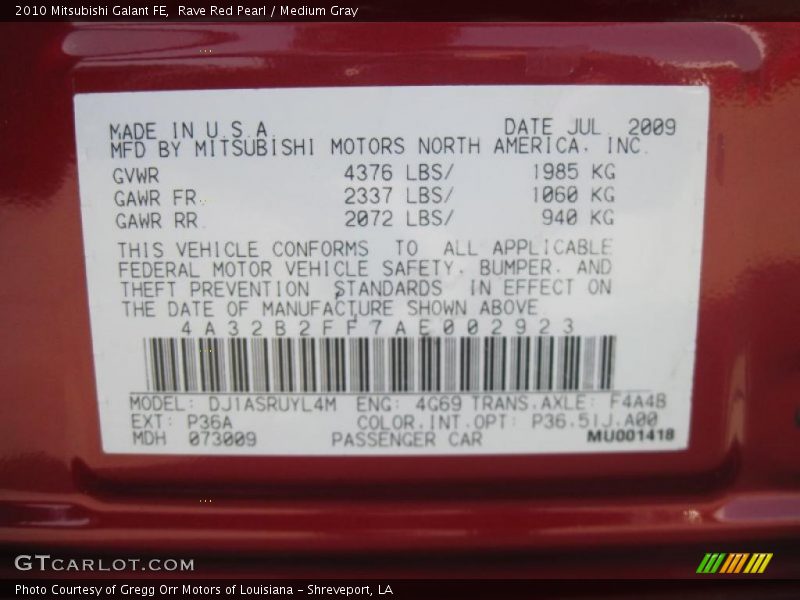 2010 Mitsubishi Galant FE,  Rave Red Pearl / Medium Gray
MADE IN U.S.A. DATE JUL 2009
MFD BY MITSUBISHI MOTORS NORTH AMERICA, INC.
GVWR 4376 LBS/ 1985 KG
GAWR FR. 2337 LBS/ 1060 KG
GAWR RR 2072 LBS/ 940 KG
THIS VEHICLE CONFORMS TO ALL APPLICABLE
FEDERAL MOTOR VEHICLE SAFETY, BUMPER, AND
THEFT PREVENTION STANDARDS IN EFFECT ON
THE DATE OF MANUFACTURE SHOWN ABOVE
4A32B2FF7AE002923
MODEL: DJ1ASRUYL4M ENG: 4G69 TRANS.AXLE: F4A4B
EXT: P36A COLOR.INT.OPT: P36.51J.A00
MDH 073009 PASSENGER CAR MU001418
GTCARLOT.COM
Photo Courtesy of Gregg Orr Motors of Louisiana – Shreveport, LA